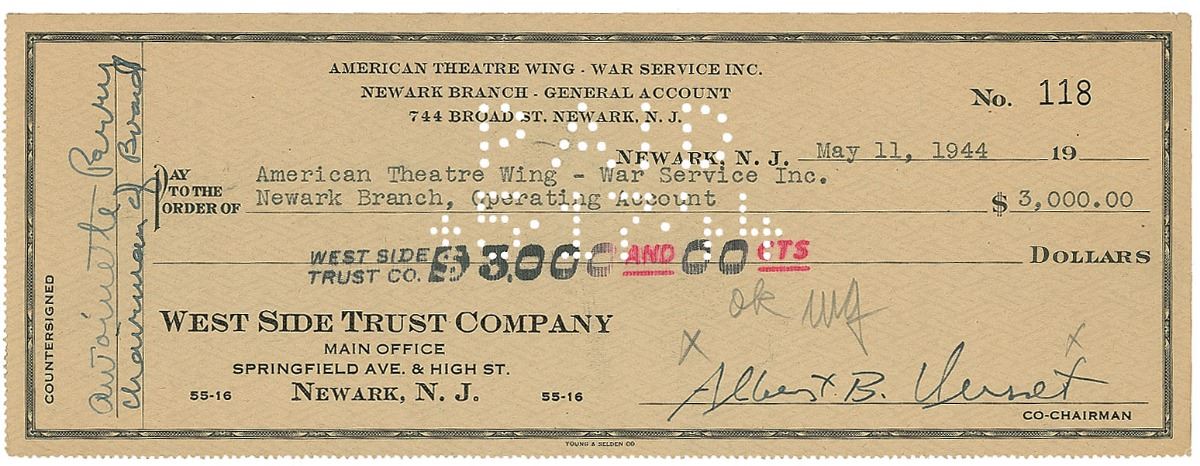 AMERICAN THEATRE WING - WAR SERVICE INC.
NEWARK BRANCH - GENERAL ACCOUNT
744 BROAD ST. NEWARK, N. J.
No. 118
NEWARK, N. J. May 11, 1944 19
PAY TO THE ORDER OF
American Theatre Wing - War Service Inc.
Newark Branch, Operating Account
$ 3,000.00
PAID
WEST SIDE TRUST CO. $3,000 AND 00 CTS
DOLLARS
ok
WEST SIDE TRUST COMPANY
MAIN OFFICE
SPRINGFIELD AVE. & HIGH ST.
55-16 NEWARK, N. J. 55-16
Albert B.
CO-CHAIRMAN
COUNTERSIGNED
Antoinette Perry
Chairman of Board
YOUNG & SELDEN CO